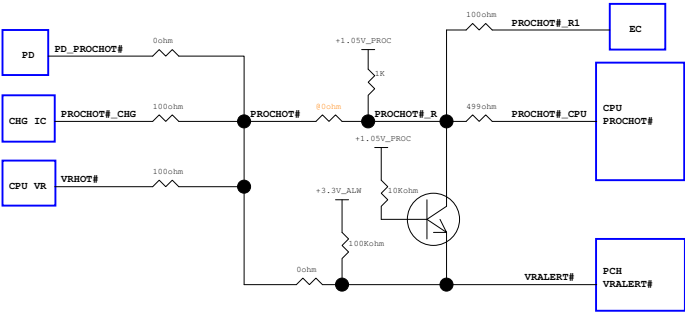 100ohm
PROCHOT#_R1
EC
0ohm
PD_PROCHOT#
PD
+1.05V_PROC
1K
CPU
PROCHOT#
CHG IC
PROCHOT#_CHG
100ohm
PROCHOT#
@0ohm
PROCHOT#_R
499ohm
PROCHOT#_CPU
+1.05V_PROC
CPU VR
VRHOT#
100ohm
+3.3V_ALW
10Kohm
100Kohm
0ohm
VRALERT#
PCH
VRALERT#